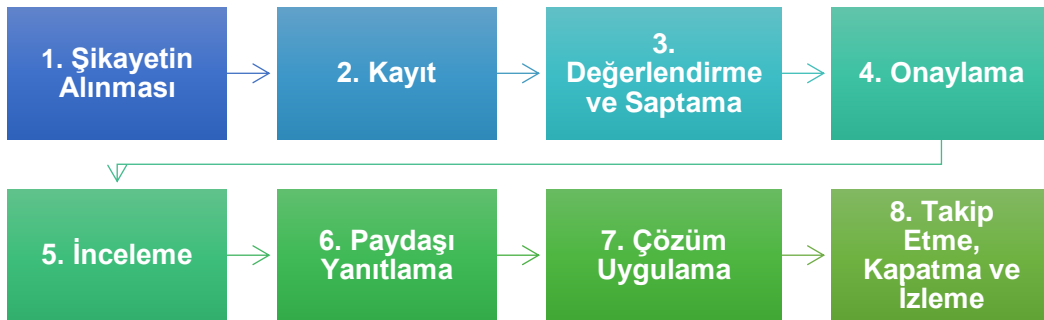 1. Şikayetin
Alınması
2. Kayıt
3.
Değerlendirme
ve Saptama
4. Onaylama
5. İnceleme
6. Paydaşı
Yanıtlama
7. Çözüm
Uygulama
8. Takip
Etme,
Kapatma ve
İzleme